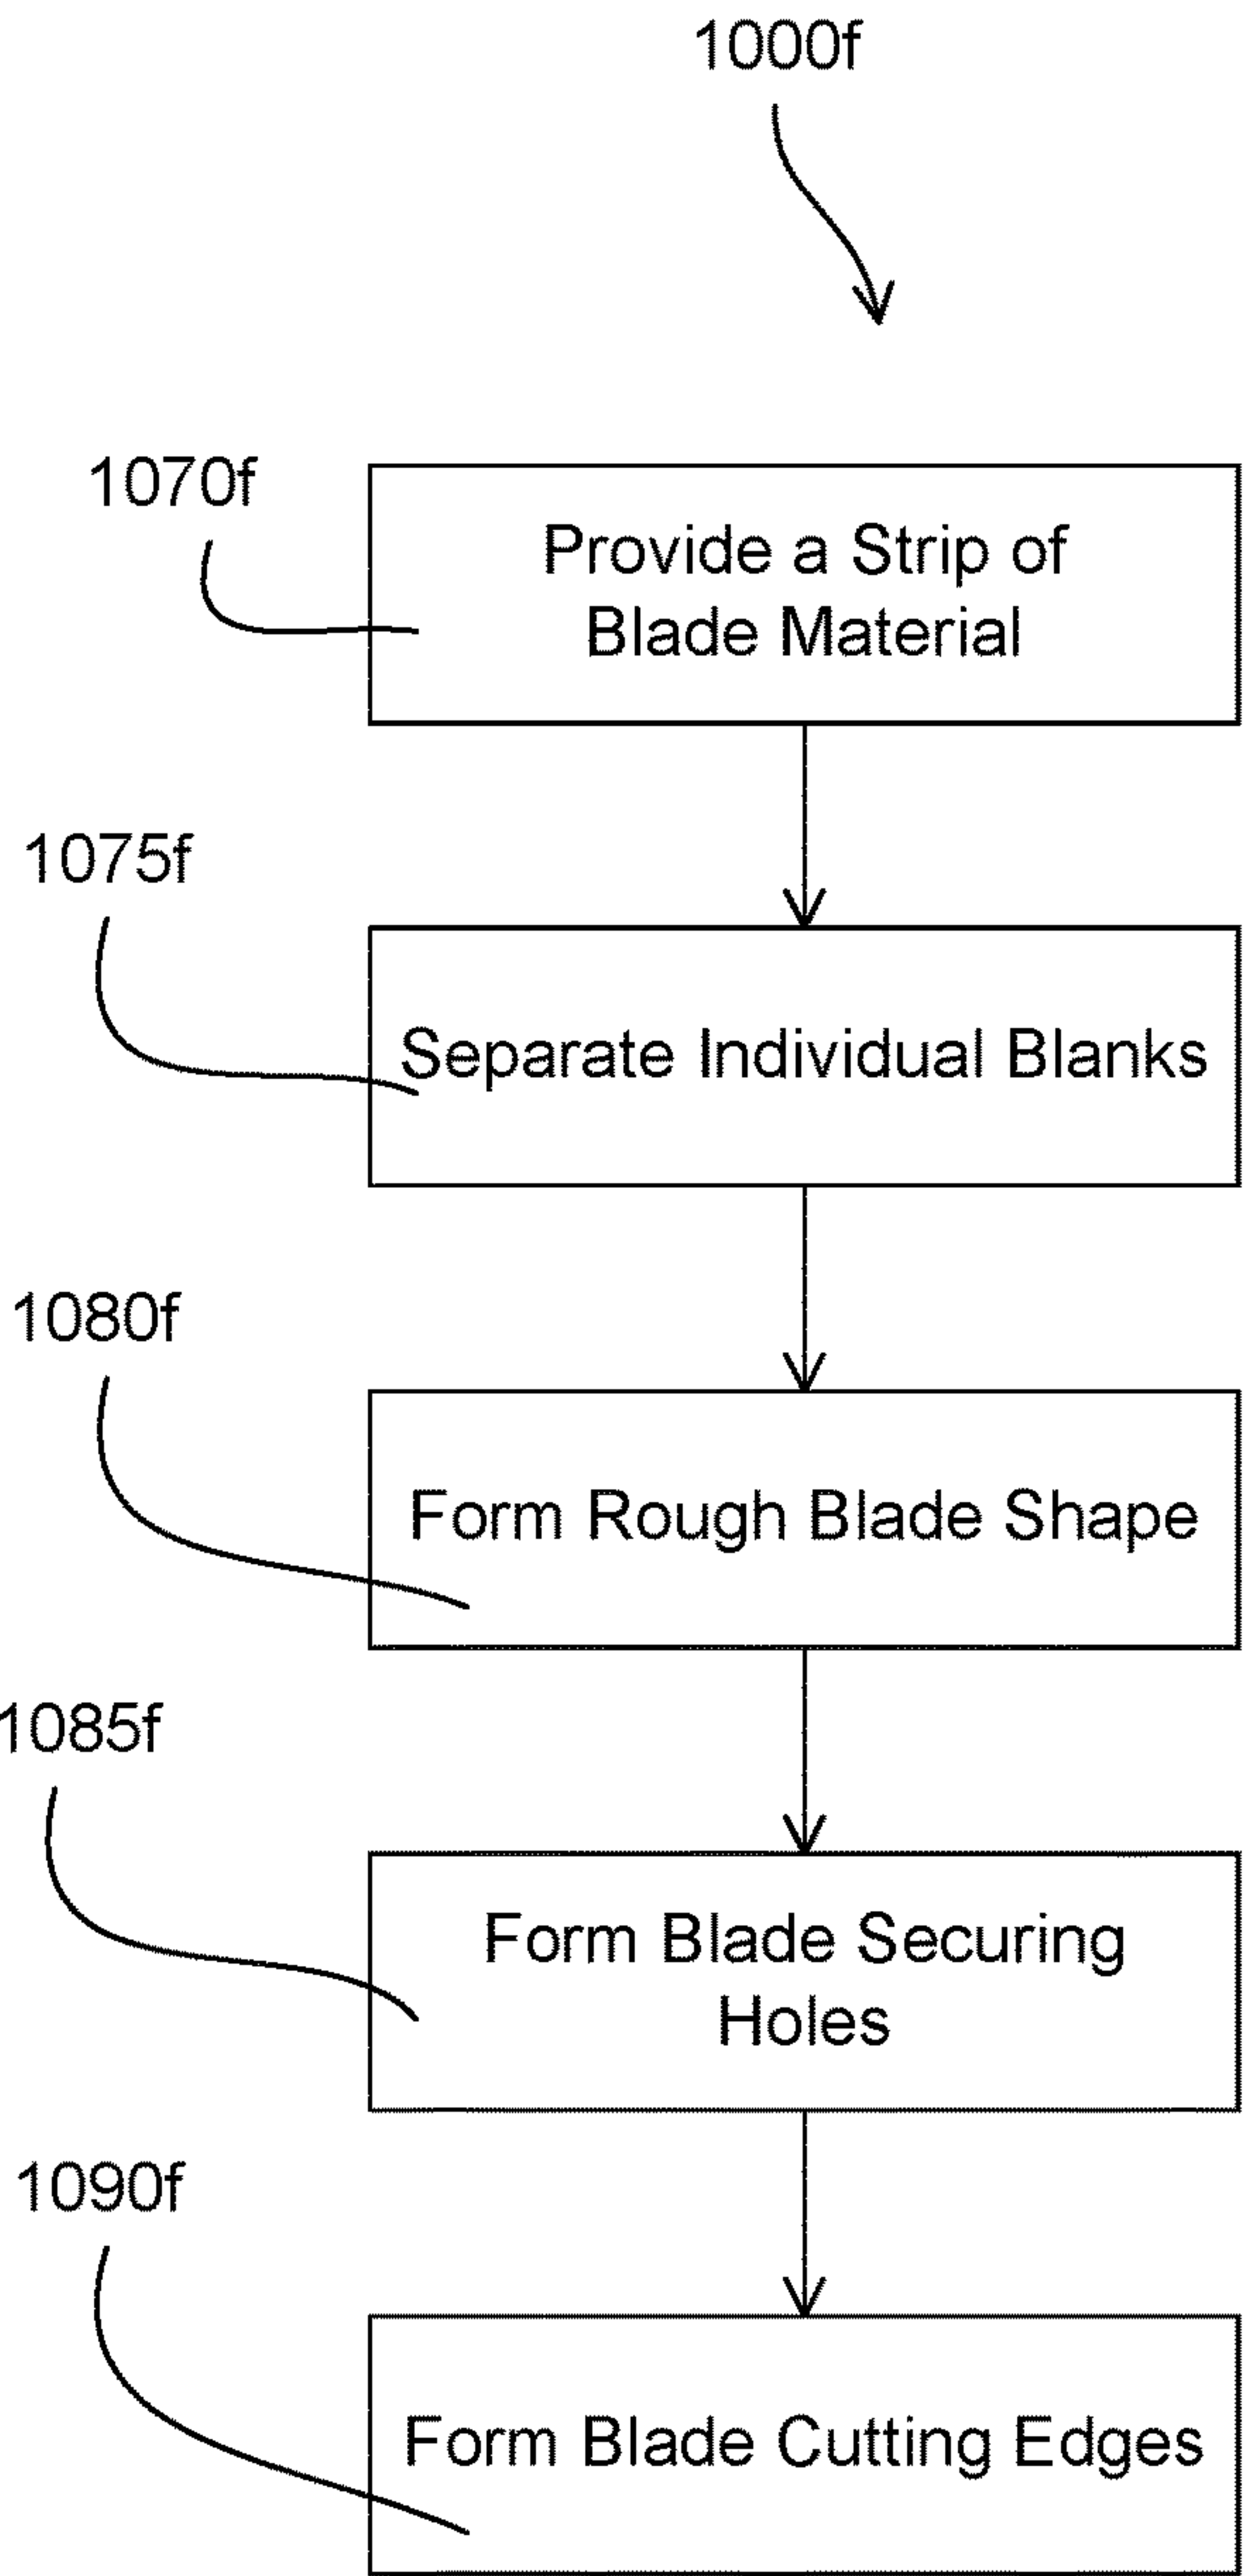 1000f
1070f
Provide a Strip of
Blade Material
1075f
Separate Individual Blanks
1080f
Form Rough Blade Shape
1085f
Form Blade Securing
Holes
1090f
Form Blade Cutting Edges